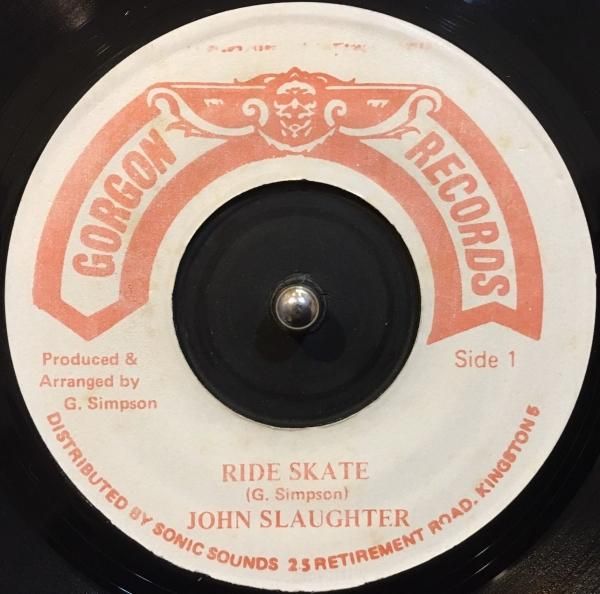 GORGON RECORDS
Produced &
Arranged by
G. Simpson
Side 1
RIDE SKATE
(G. Simpson)
JOHN SLAUGHTER
DISTRIBUTED BY SONIC SOUNDS 25 RETIREMENT ROAD. KINGSTON 5